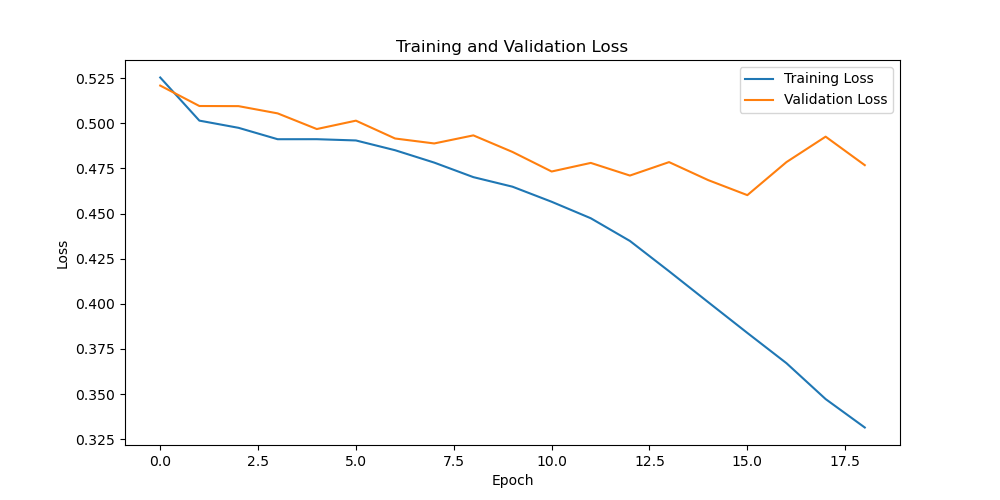 Training and Validation Loss
Training Loss
Validation Loss
Loss
0.525
0.500
0.475
0.450
0.425
0.400
0.375
0.350
0.325
0.0 2.5 5.0 7.5 10.0 12.5 15.0 17.5
Epoch